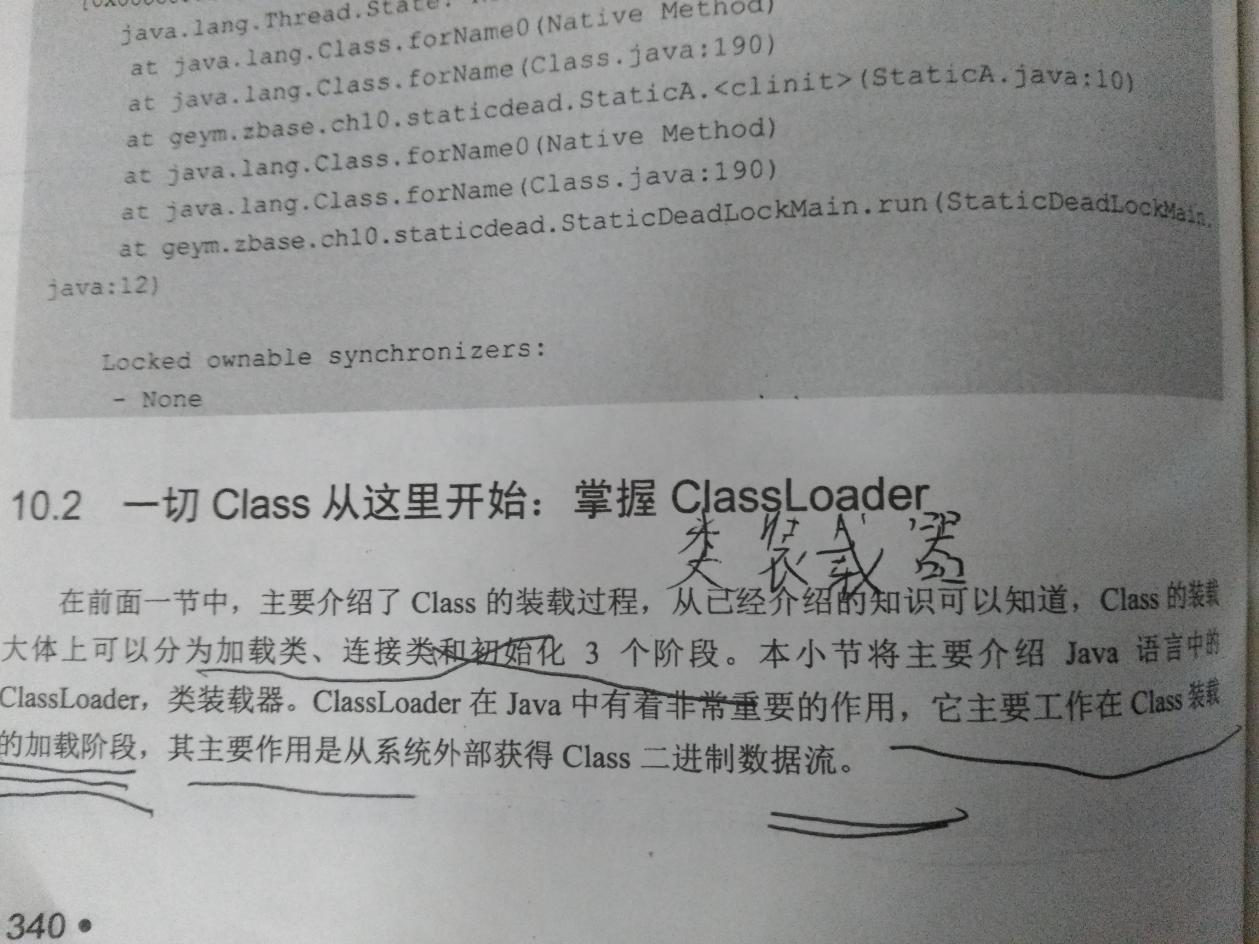 java.lang.Thread.State:
at java.lang.Class.forName0(Native Method)
at java.lang.Class.forName(Class.java:190)
at geym.zbase.ch10.staticdead.StaticA.<clinit>(StaticA.java:10)
at java.lang.Class.forName0(Native Method)
at java.lang.Class.forName(Class.java:190)
at geym.zbase.ch10.staticdead.StaticDeadLockMain.run(StaticDeadLockMain.
java:12)
Locked ownable synchronizers:
- None
10.2 一切 Class 从这里开始：掌握 ClassLoader
类 装 载 器
在前面一节中，主要介绍了 Class 的装载过程，从已经介绍的知识可以知道，Class 的装载
大体上可以分为加载类、连接类和初始化 3 个阶段。本小节将主要介绍 Java 语言中的
ClassLoader，类装载器。ClassLoader 在 Java 中有着非常重要的作用，它主要工作在 Class 装载
的加载阶段，其主要作用是从系统外部获得 Class 二进制数据流。
340 •